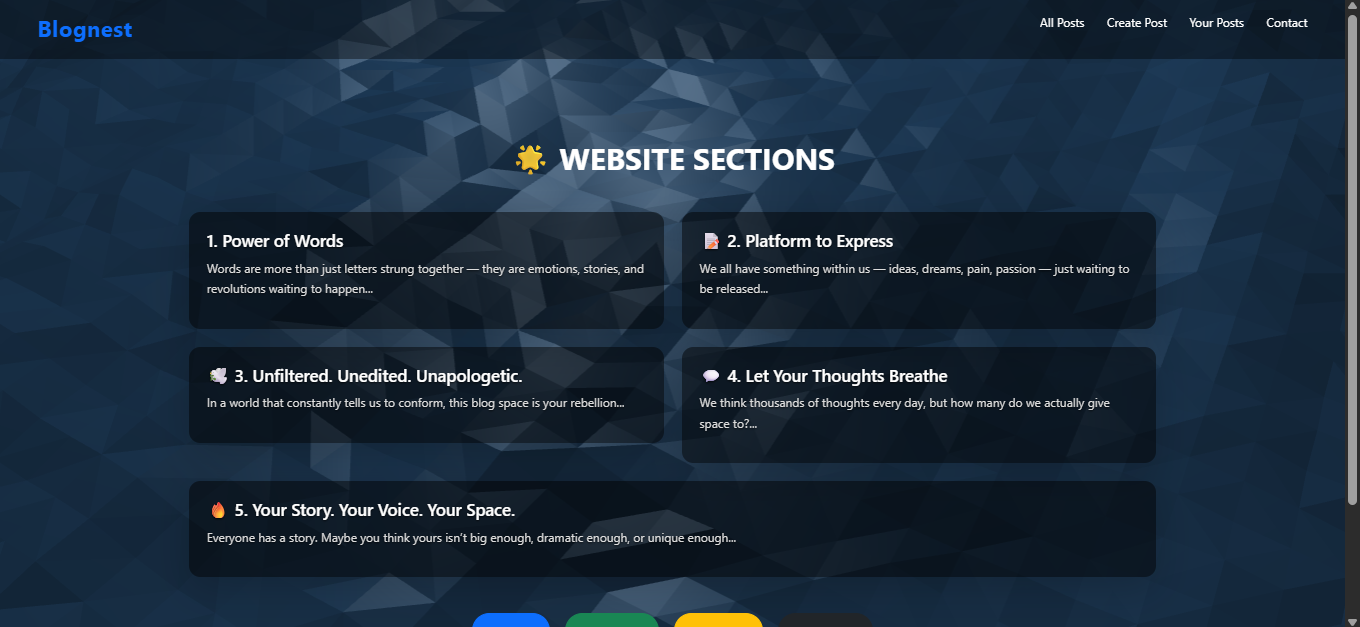 Blognest
All Posts
Create Post
Your Posts
Contact
WEBSITE SECTIONS
1. Power of Words
Words are more than just letters strung together — they are emotions, stories, and
revolutions waiting to happen...
2. Platform to Express
We all have something within us — ideas, dreams, pain, passion — just waiting to
be released...
3. Unfiltered. Unedited. Unapologetic.
In a world that constantly tells us to conform, this blog space is your rebellion...
4. Let Your Thoughts Breathe
We think thousands of thoughts every day, but how many do we actually give
space to?...
5. Your Story. Your Voice. Your Space.
Everyone has a story. Maybe you think yours isn't big enough, dramatic enough, or unique enough...